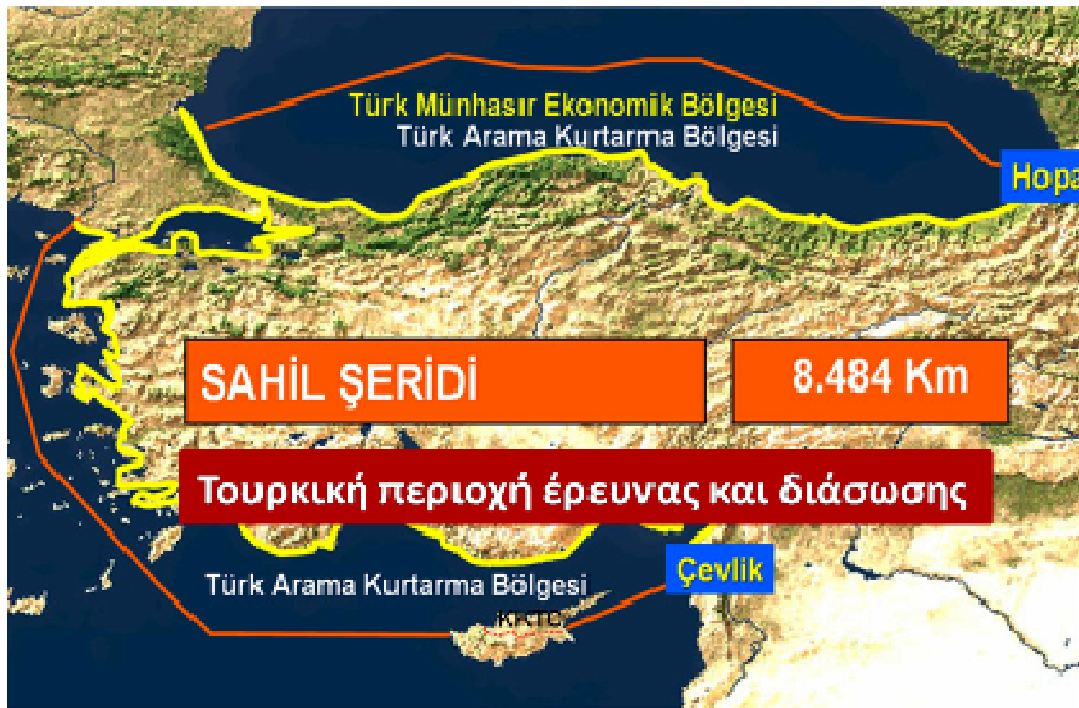 Türk Münhasır Ekonomik Bölgesi
Türk Arama Kurtarma Bölgesi
Hopa
SAHİL ŞERİDİ
8.484 Km
Τουρκική περιοχή έρευνας και διάσωσης
Çevlik
Türk Arama Kurtarma Bölgesi
KKTC